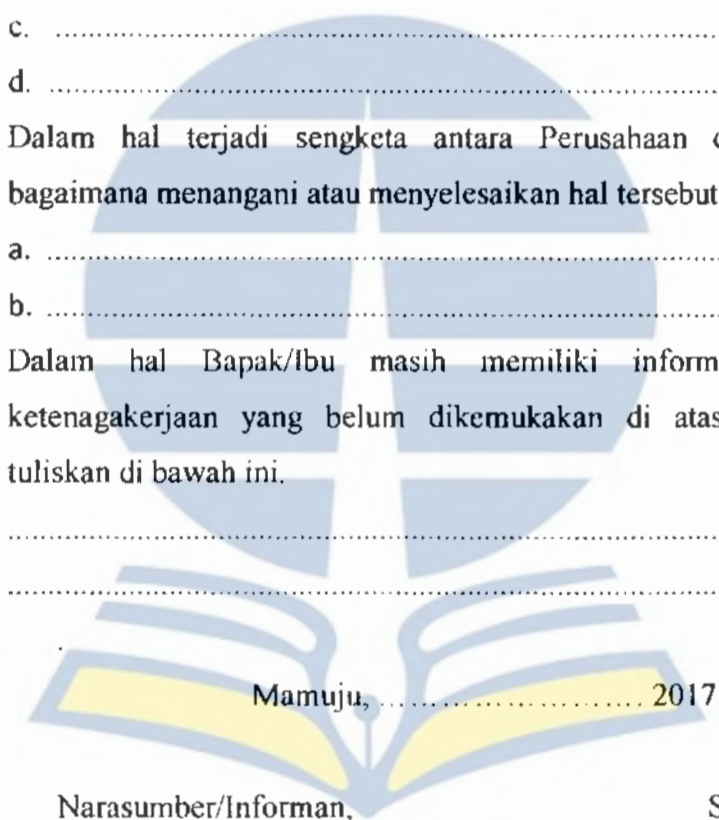 c. ....................................................................
d. ....................................................................
Dalam hal terjadi sengketa antara Perusahaan
bagaimana menangani atau menyelesaikan hal tersebut
a. ....................................................................
b. ....................................................................
Dalam hal Bapak/Ibu masih memiliki inform
ketenagakerjaan yang belum dikemukakan di atas
tuliskan di bawah ini.
....................................................................
....................................................................
Mamuju, ........................ 2017
Narasumber/Informan, S